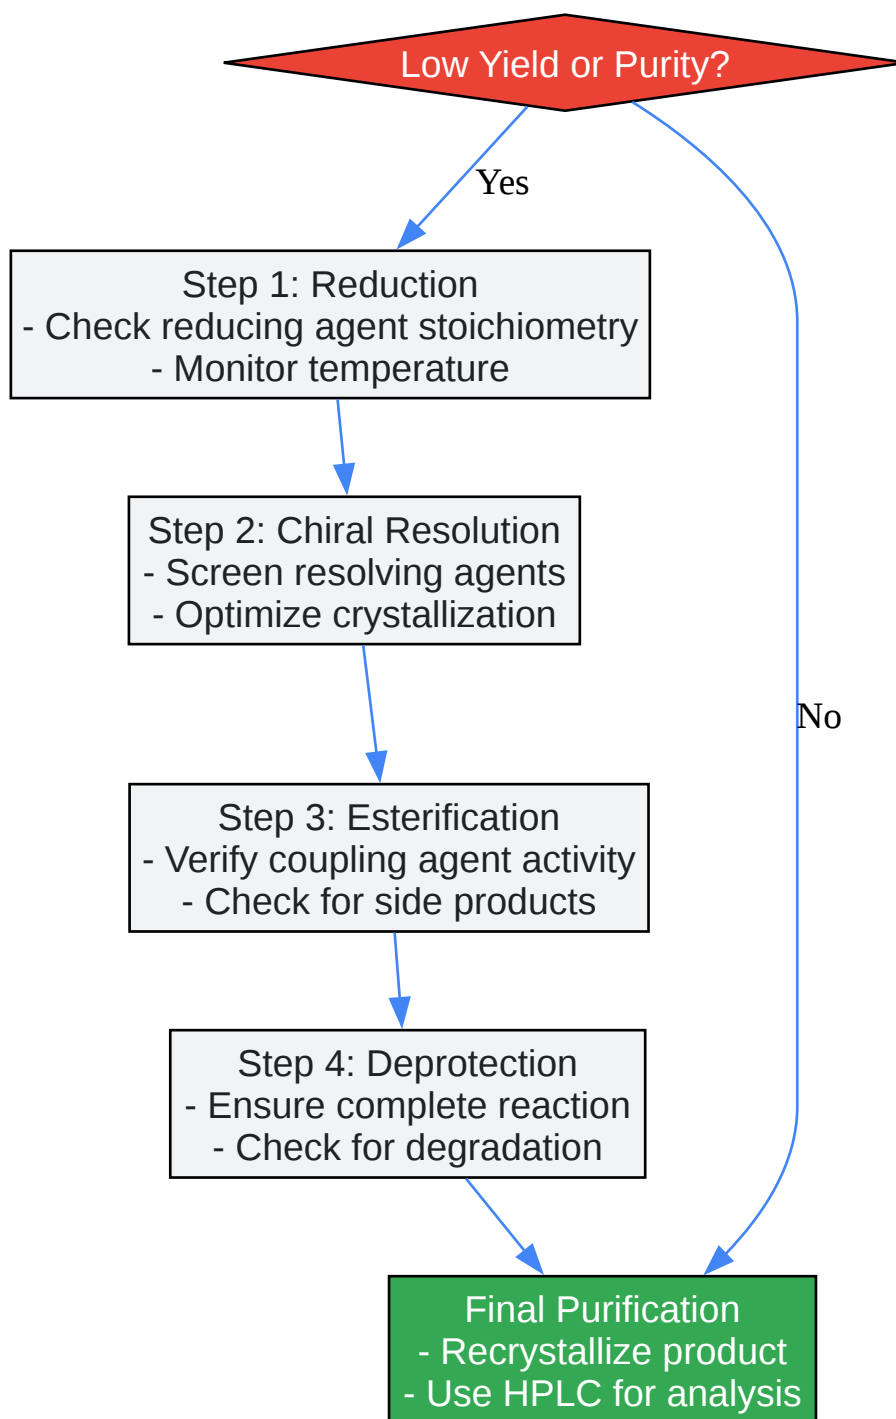 Low Yield or Purity?
Yes
Step 1: Reduction
- Check reducing agent stoichiometry
- Monitor temperature
Step 2: Chiral Resolution
- Screen resolving agents
- Optimize crystallization
No
Step 3: Esterification
- Verify coupling agent activity
- Check for side products
Step 4: Deprotection
- Ensure complete reaction
- Check for degradation
Final Purification
- Recrystallize product
- Use HPLC for analysis